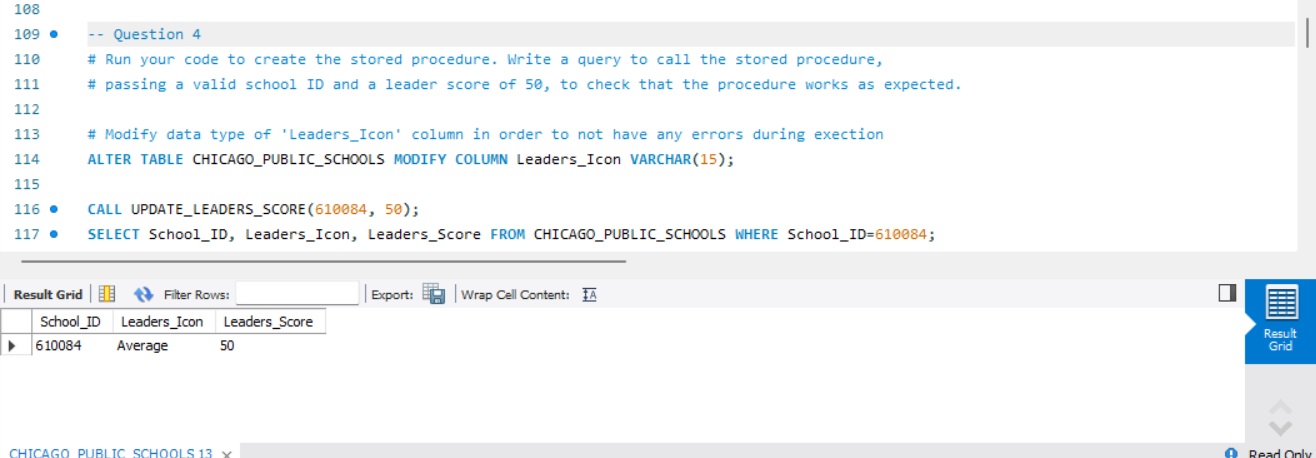 108
109 -- Question 4
110 # Run your code to create the stored procedure. Write a query to call the stored procedure,
111 # passing a valid school ID and a leader score of 50, to check that the procedure works as expected.
112
113 # Modify data type of 'Leaders_Icon' column in order to not have any errors during exection
114 ALTER TABLE CHICAGO_PUBLIC_SCHOOLS MODIFY COLUMN Leaders_Icon VARCHAR(15);
115
116 CALL UPDATE_LEADERS_SCORE(610084, 50);
117 SELECT School_ID, Leaders_Icon, Leaders_Score FROM CHICAGO_PUBLIC_SCHOOLS WHERE School_ID=610084;
Result Grid Filter Rows: Export: Wrap Cell Content: IA
School_ID Leaders_Icon Leaders_Score
610084 Average 50
Result
Grid
CHICAGO_PUBLIC_SCHOOLS 13 ×
Read Only